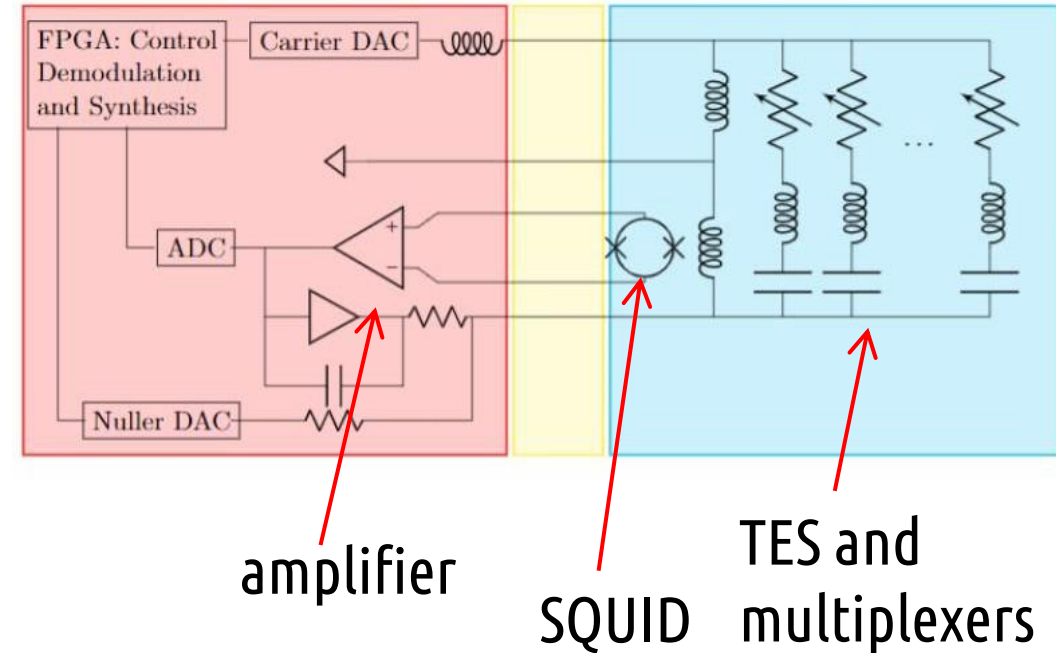 FPGA: Control
Demodulation
and Synthesis
Carrier DAC
...
+
−
ADC
Nuller DAC
amplifier
SQUID
TES and
multiplexers